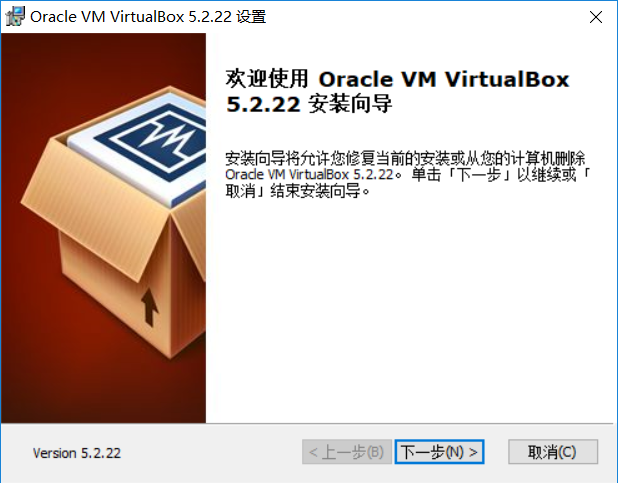 Oracle VM VirtualBox 5.2.22 设置
欢迎使用 Oracle VM VirtualBox
5.2.22 安装向导
安装向导将允许您修复当前的安装或从您的计算机删除
Oracle VM VirtualBox 5.2.22。 单击「下一步」以继续或「
取消」结束安装向导。
Version 5.2.22
< 上一步(B)
下一步(N) >
取消(C)